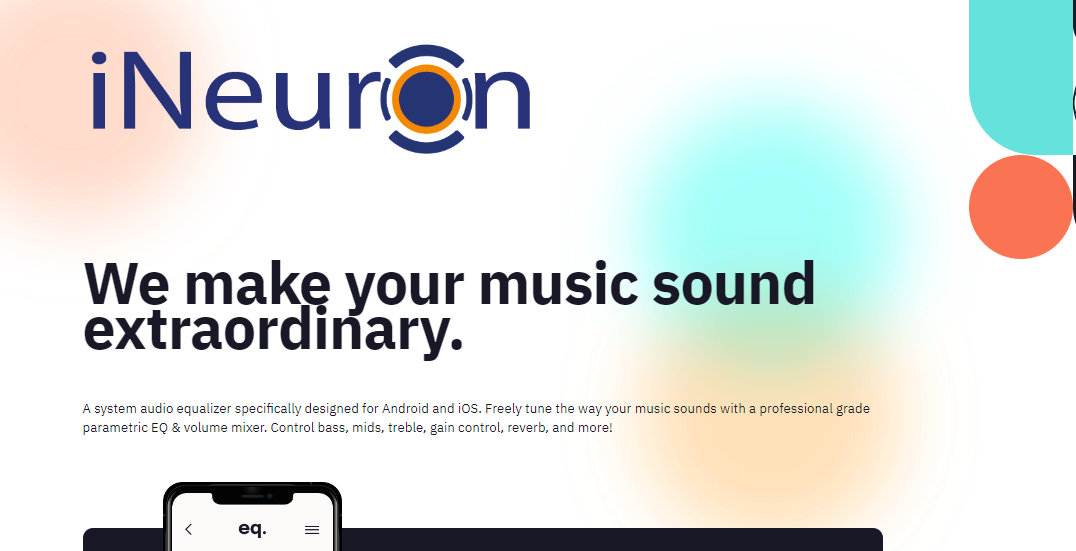 iNeuron
We make your music sound
extraordinary.
A system audio equalizer specifically designed for Android and iOS. Freely tune the way your music sounds with a professional grade
parametric EQ & volume mixer. Control bass, mids, treble, gain control, reverb, and more!
eq.